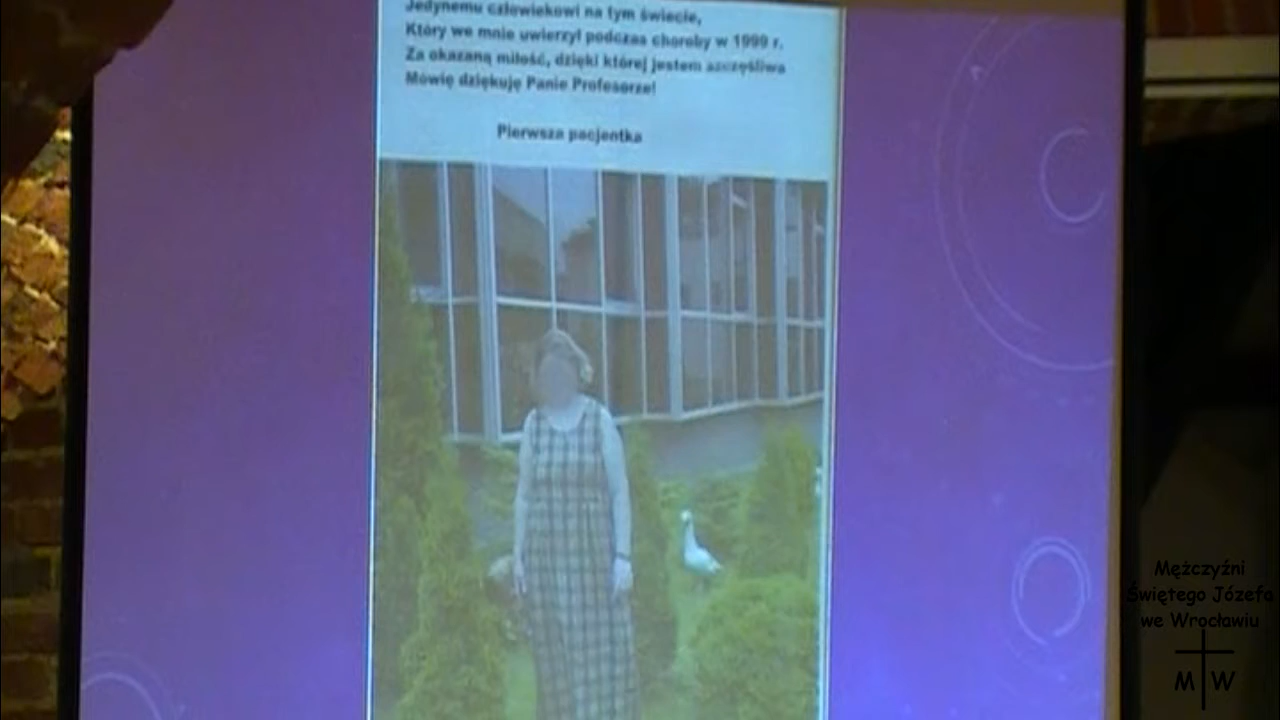 Jedynemu człowiekowi na tym świecie,
Który we mnie uwierzył podczas choroby w 1999 r.
Za okazaną miłość, dzięki której jestem szczęśliwa
Mówię dziękuję Panie Profesorze!
Pierwsza pacjentka
Mężczyźni
Świętego Józefa
we Wrocławiu
M W